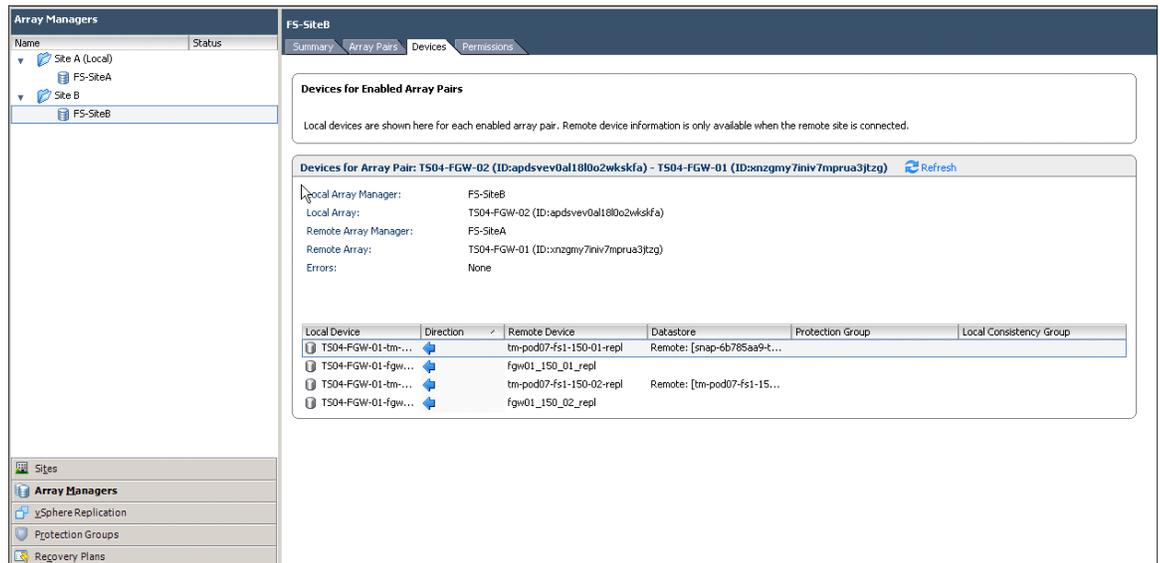 Array Managers
Name Status
Site A (Local)
FS-SiteA
Site B
FS-SiteB
Sites
Array Managers
vSphere Replication
Protection Groups
Recovery Plans
FS-SiteB
Summary Array Pairs Devices Permissions
Devices for Enabled Array Pairs
Local devices are shown here for each enabled array pair. Remote device information is only available when the remote site is connected.
Devices for Array Pair: TS04-FGW-02 (ID:apdsvev0al18l0o2wkskfa) - TS04-FGW-01 (ID:xnzgmy7iniv7mprua3jtzg) Refresh
Local Array Manager: FS-SiteB
Local Array: TS04-FGW-02 (ID:apdsvev0al18l0o2wkskfa)
Remote Array Manager: FS-SiteA
Remote Array: TS04-FGW-01 (ID:xnzgmy7iniv7mprua3jtzg)
Errors: None
Local Device Direction Remote Device Datastore Protection Group Local Consistency Group
TS04-FGW-01-tm-... tm-pod07-fs1-150-01-repl Remote: [snap-6b785aa9-t...
TS04-FGW-01-fgw... fgw01_150_01_repl
TS04-FGW-01-tm-... tm-pod07-fs1-150-02-repl Remote: [tm-pod07-fs1-15...
TS04-FGW-01-fgw... fgw01_150_02_repl